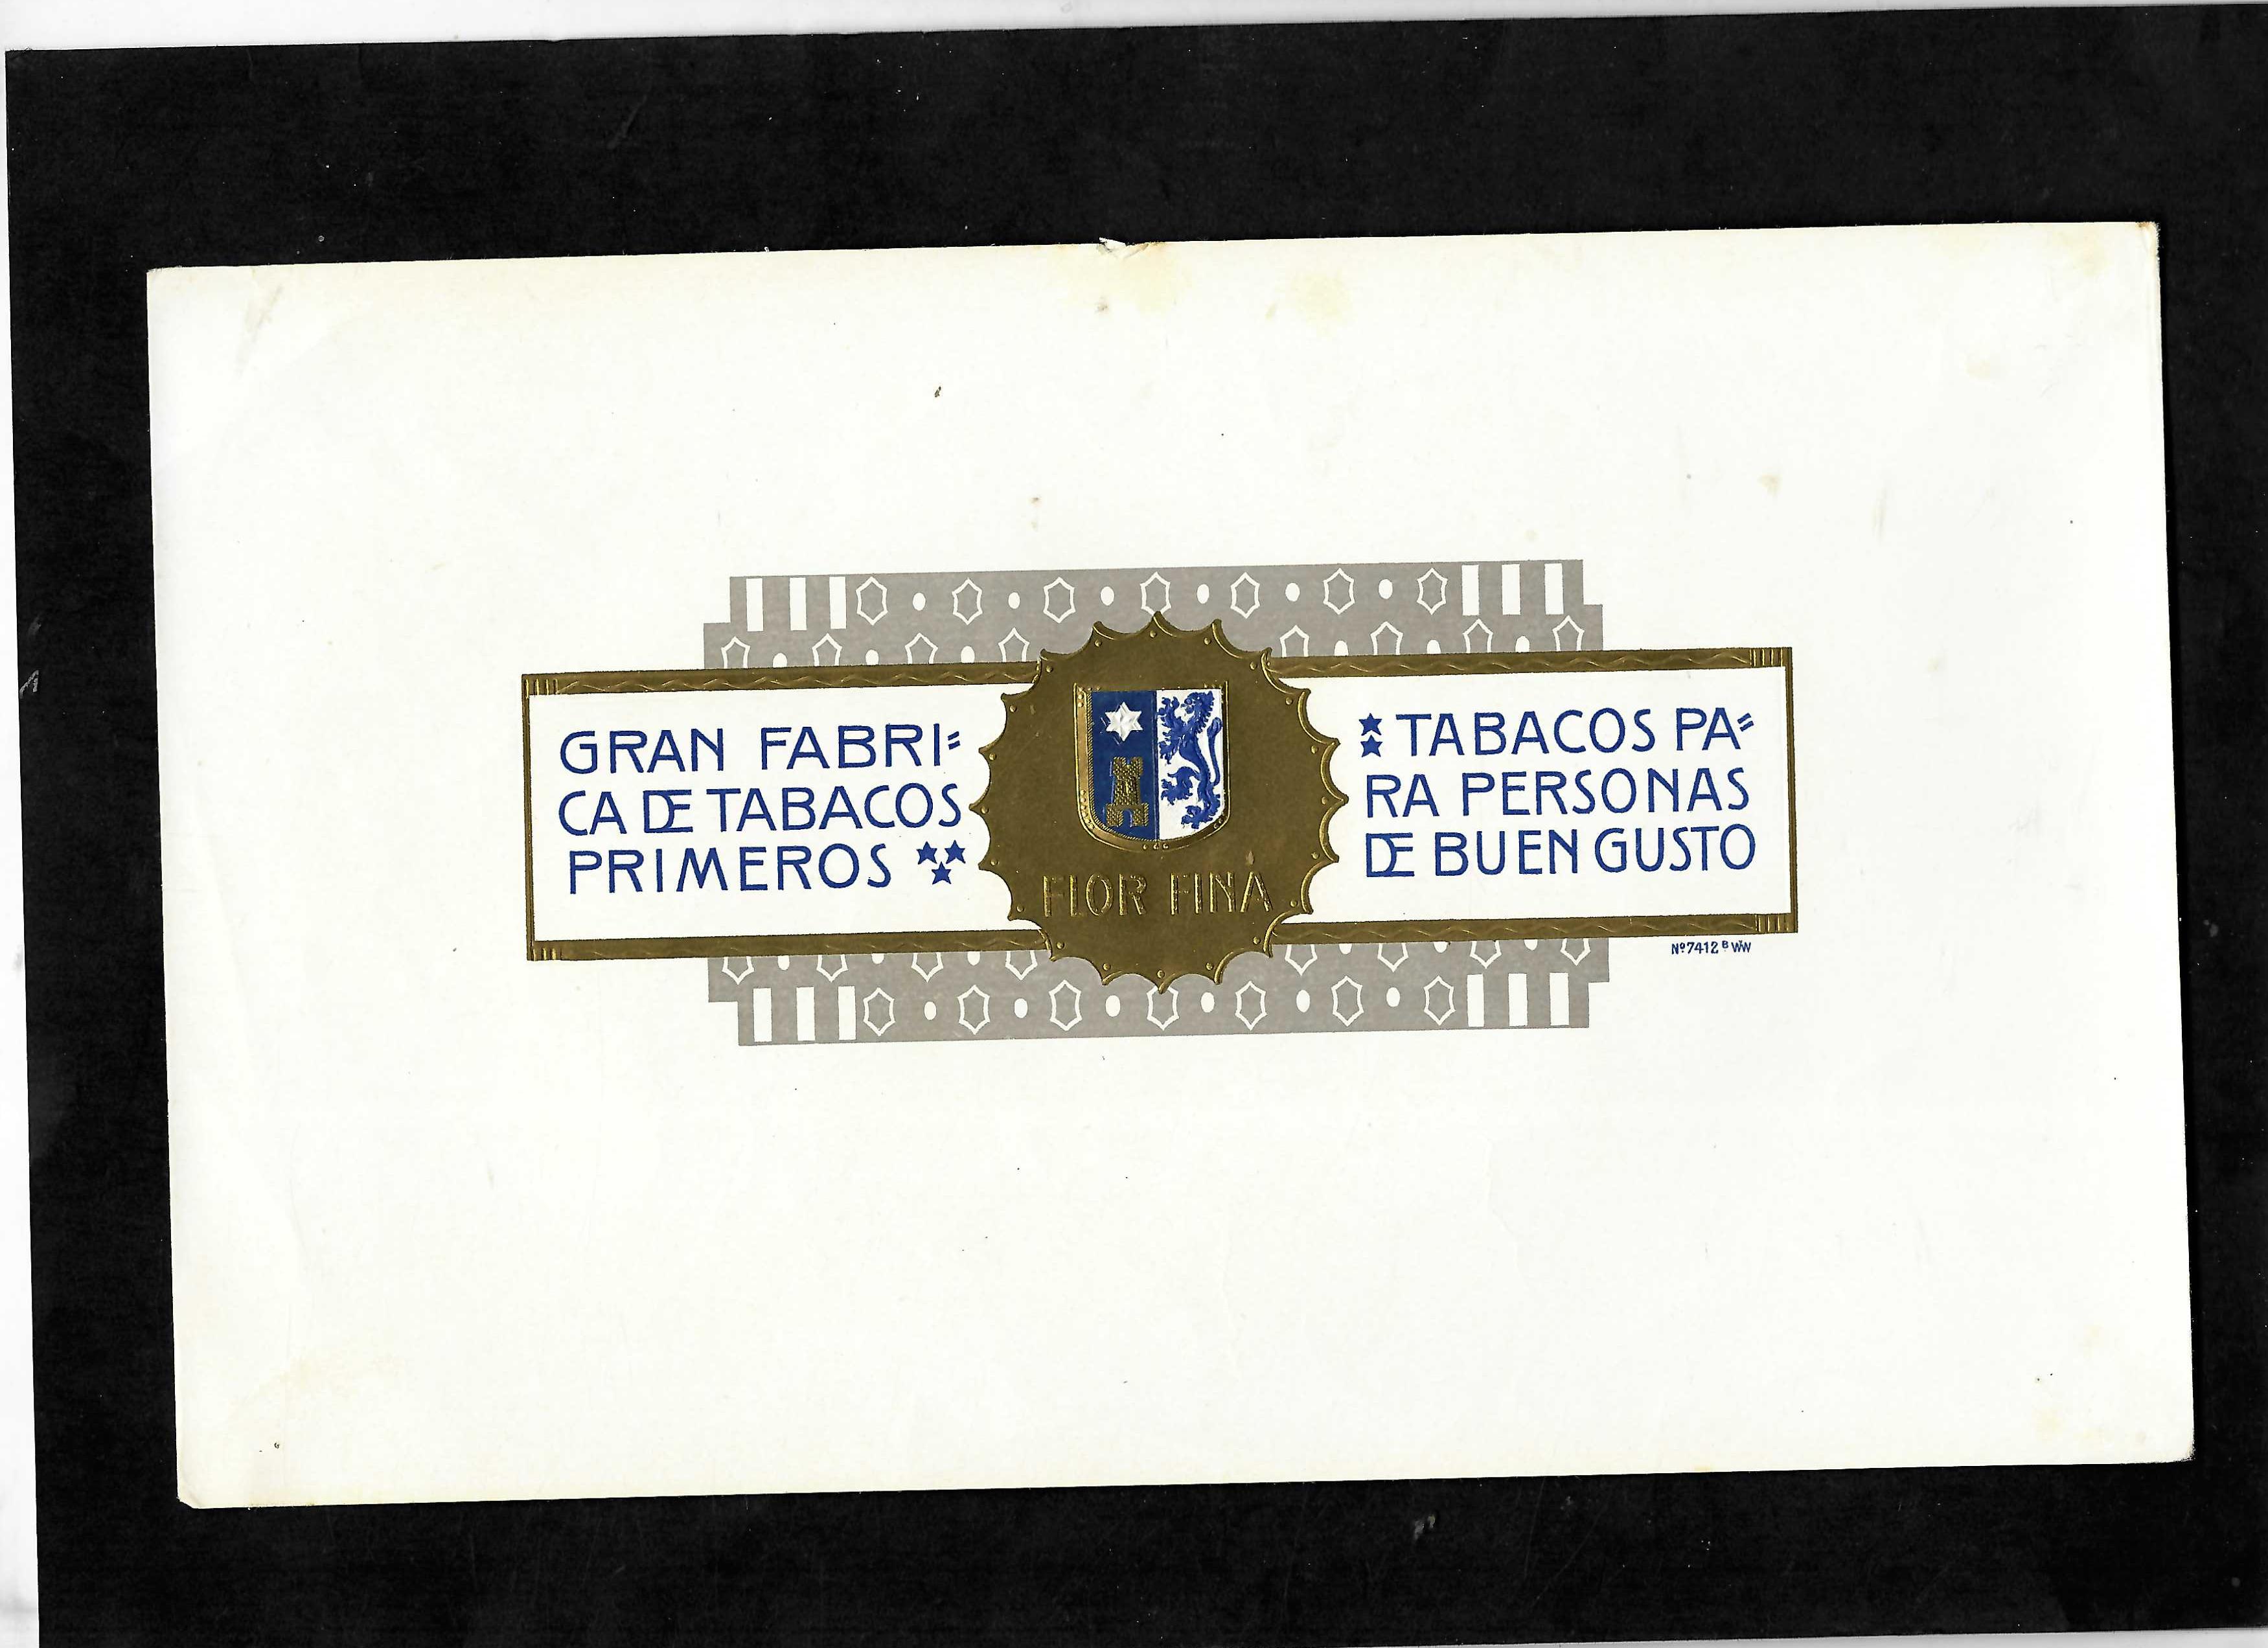 GRAN FABRI=
CA DE TABACOS
PRIMEROS
FLOR FINA
TABACOS PA=
RA PERSONAS
DE BUEN GUSTO
Nº 7412 B WW